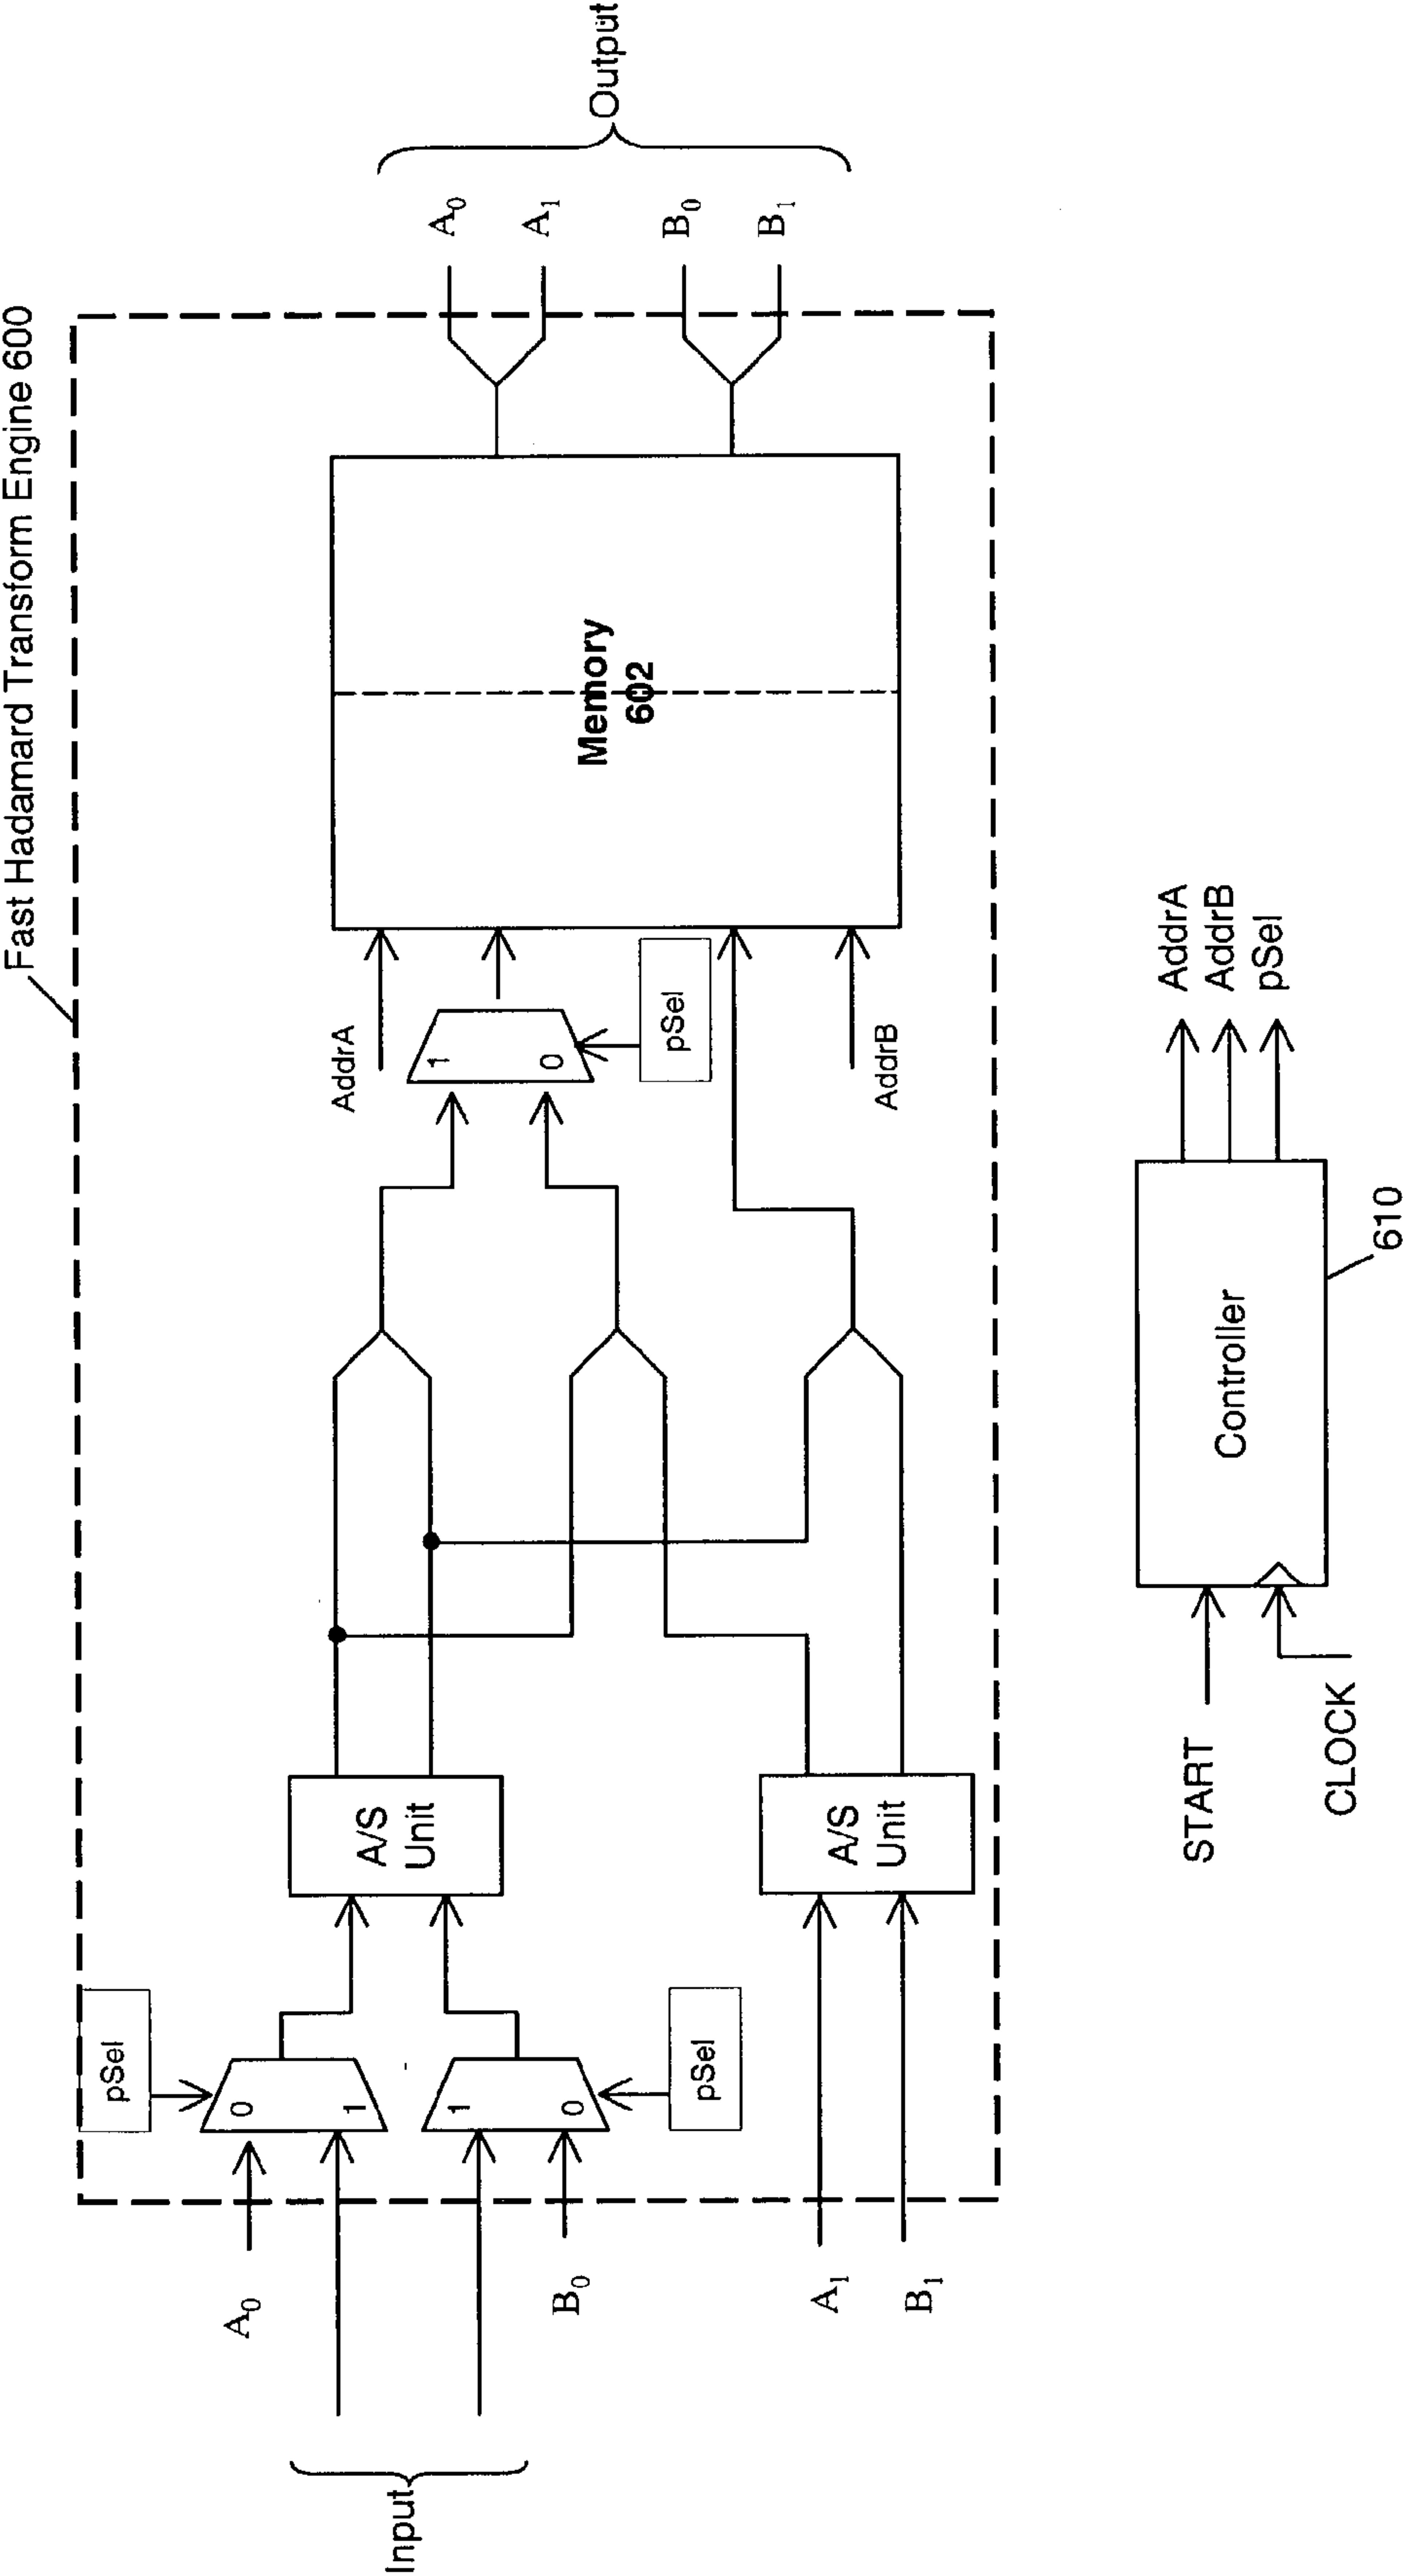 Fast Hadamard Transform Engine 600
pSel
A₀
0
1
Input
1
0
B₀
pSel
A/S
Unit
A₁
B₁
A/S
Unit
AddrA
1
0
pSel
AddrB
Memory
602
A₀
A₁
B₀
B₁
Output
START
CLOCK
Controller
610
AddrA
AddrB
pSel